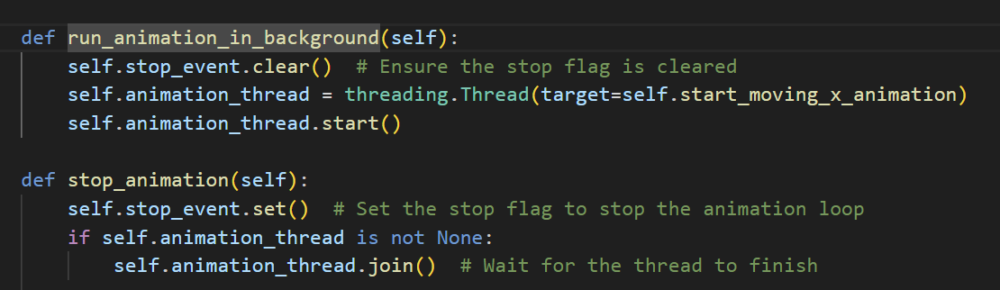 def run_animation_in_background(self):
    self.stop_event.clear()  # Ensure the stop flag is cleared
    self.animation_thread = threading.Thread(target=self.start_moving_x_animation)
    self.animation_thread.start()

def stop_animation(self):
    self.stop_event.set()  # Set the stop flag to stop the animation loop
    if self.animation_thread is not None:
        self.animation_thread.join()  # Wait for the thread to finish